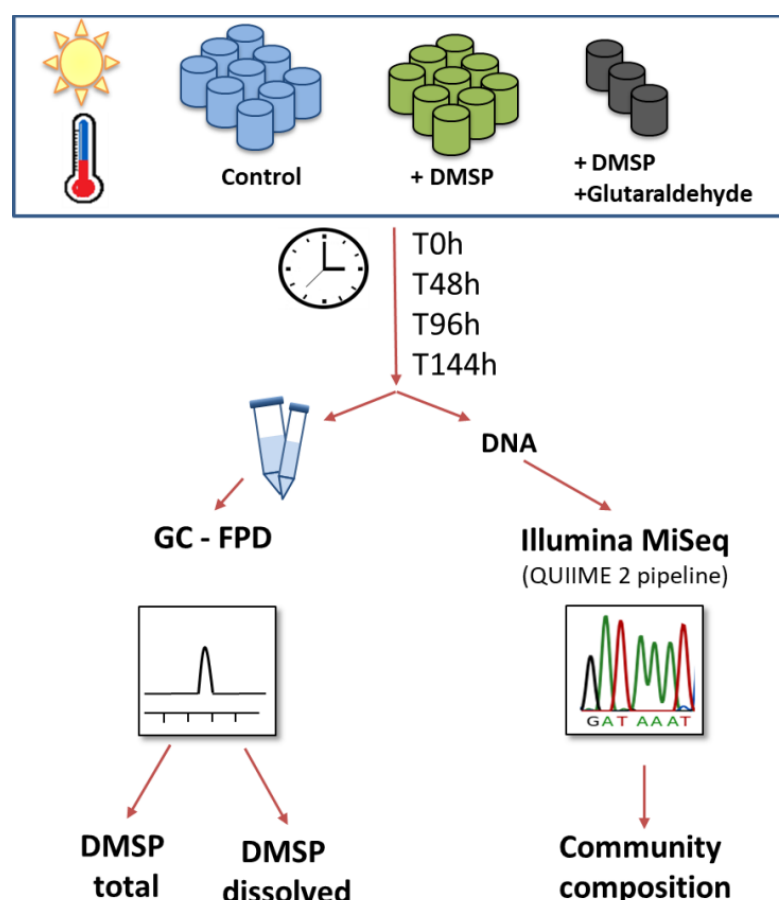 Control
+ DMSP
+ DMSP
+Glutaraldehyde
T0h
T48h
T96h
T144h
DNA
GC - FPD
Illumina MiSeq
(QUIIME 2 pipeline)
GAT AAAT
DMSP
total
DMSP
dissolved
Community
composition